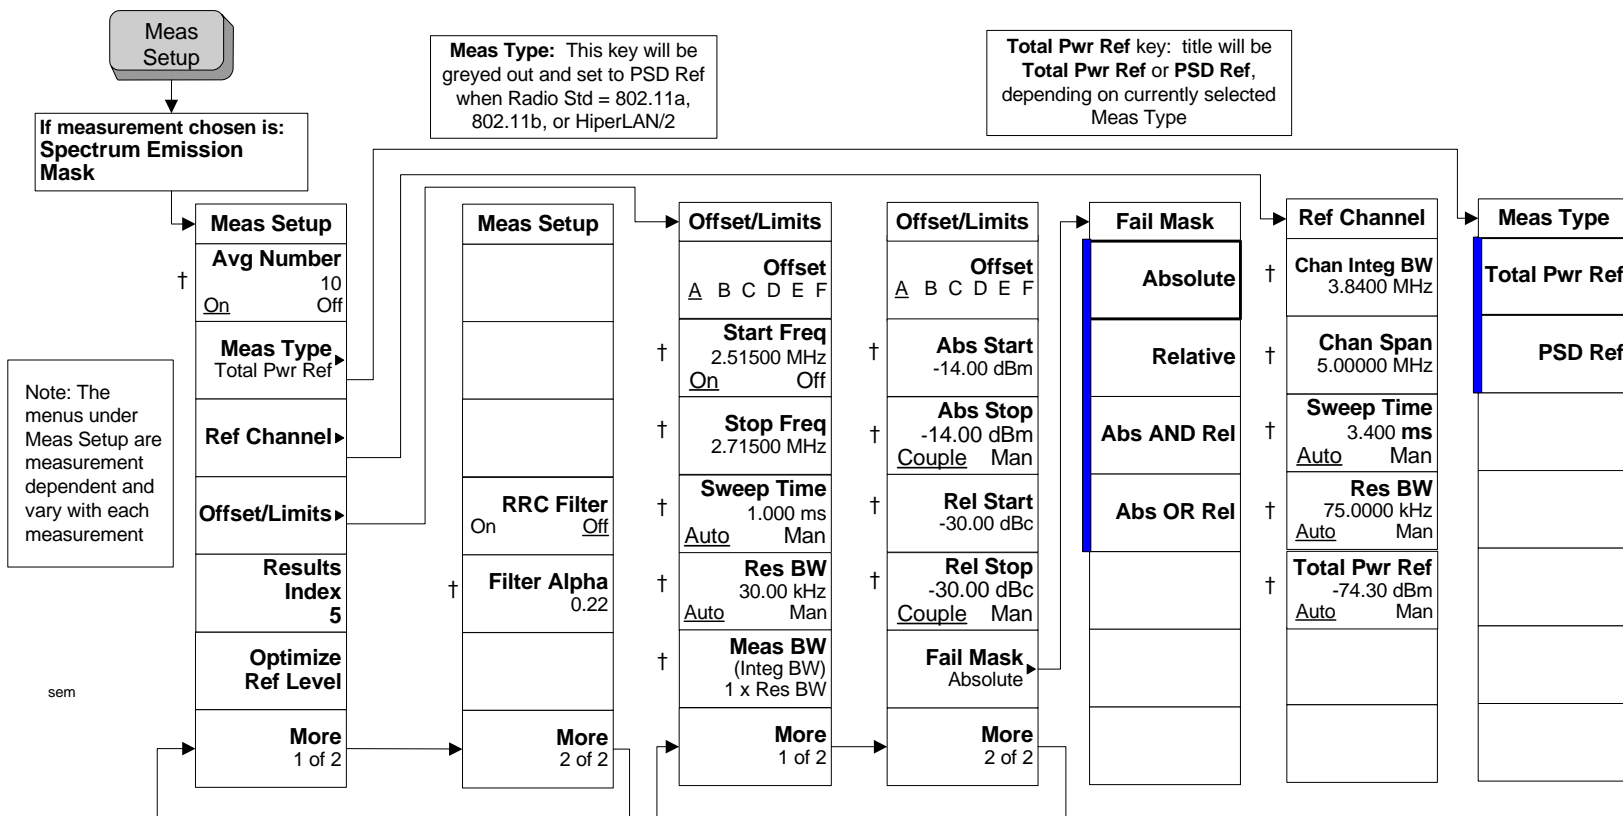 Meas
Setup
If measurement chosen is:
Spectrum Emission
Mask
Meas Type: This key will be
greyed out and set to PSD Ref
when Radio Std = 802.11a,
802.11b, or HiperLAN/2
Total Pwr Ref key: title will be
Total Pwr Ref or PSD Ref,
depending on currently selected
Meas Type
Note: The
menus under
Meas Setup are
measurement
dependent and
vary with each
measurement
sem
Meas Setup
†
Avg Number
10
On Off
Meas Type
Total Pwr Ref
Ref Channel
Offset/Limits
Results
Index
5
Optimize
Ref Level
More
1 of 2
Meas Setup
RRC Filter
On Off
†
Filter Alpha
0.22
More
2 of 2
Offset/Limits
Offset
A B C D E F
†
Start Freq
2.51500 MHz
On Off
†
Stop Freq
2.71500 MHz
†
Sweep Time
1.000 ms
Auto Man
†
Res BW
30.00 kHz
Auto Man
†
Meas BW
(Integ BW)
1 x Res BW
More
1 of 2
Offset/Limits
Offset
A B C D E F
†
Abs Start
-14.00 dBm
†
Abs Stop
-14.00 dBm
Couple Man
†
Rel Start
-30.00 dBc
†
Rel Stop
-30.00 dBc
Couple Man
Fail Mask
Absolute
More
2 of 2
Fail Mask
Absolute
Relative
Abs AND Rel
Abs OR Rel
Ref Channel
†
Chan Integ BW
3.8400 MHz
†
Chan Span
5.00000 MHz
†
Sweep Time
3.400 ms
Auto Man
†
Res BW
75.0000 kHz
Auto Man
†
Total Pwr Ref
-74.30 dBm
Auto Man
Meas Type
Total Pwr Ref
PSD Ref